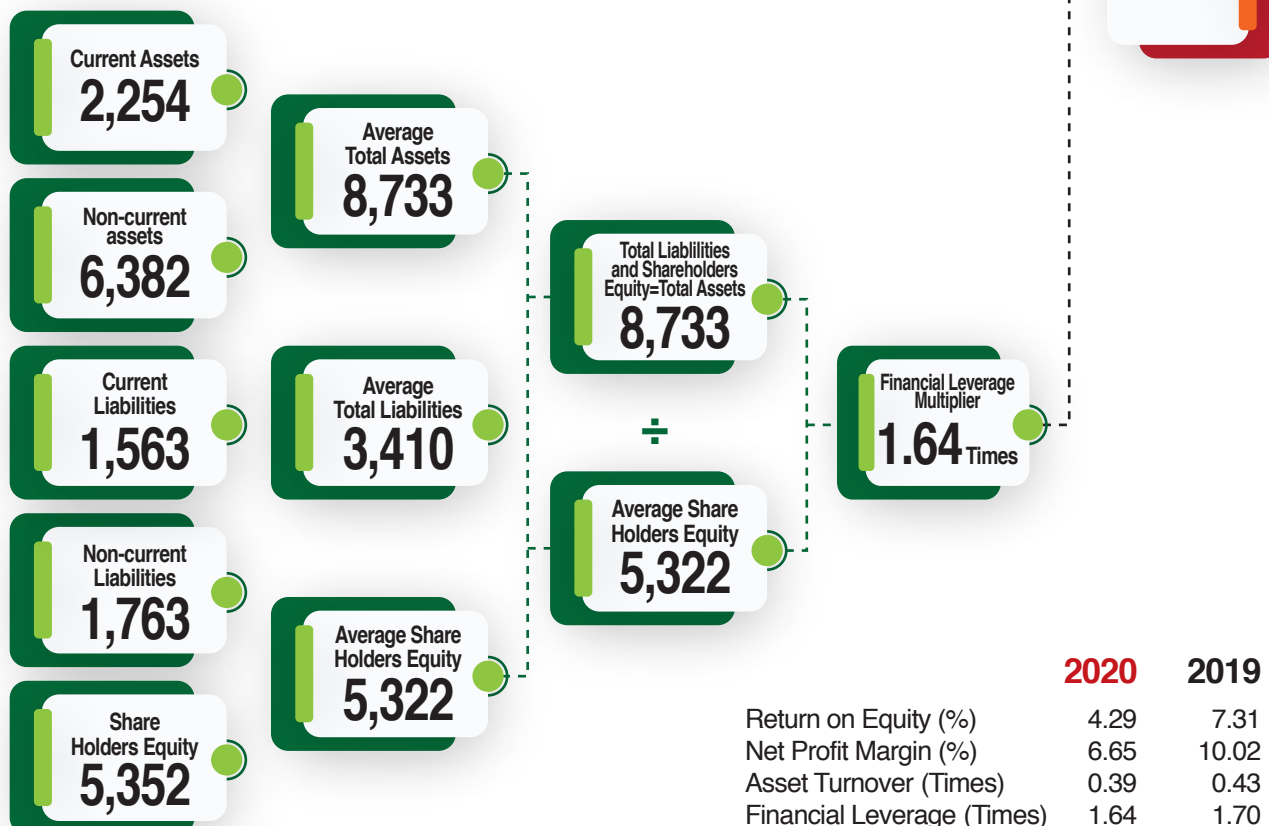 Current Assets
2,254
Non-current
assets
6,382
Current
Liabilities
1,563
Non-current
Liabilities
1,763
Share
Holders Equity
5,352
Average
Total Assets
8,733
Average
Total Liabilities
3,410
Average Share
Holders Equity
5,322
Total Liablilities
and Shareholders
Equity=Total Assets
8,733
÷
Average Share
Holders Equity
5,322
Financial Leverage
Multiplier
1.64 Times
2020 2019
Return on Equity (%) 4.29 7.31
Net Profit Margin (%) 6.65 10.02
Asset Turnover (Times) 0.39 0.43
Financial Leverage (Times) 1.64 1.70